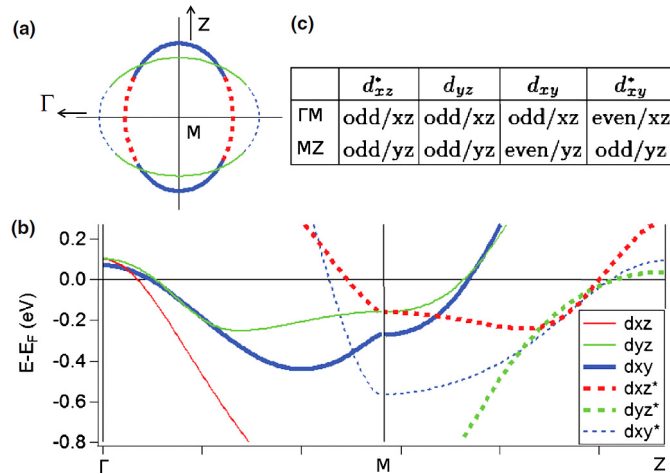 (a)
Z
Γ
M
(c)
d*xz dyz dxy d*xy
ΓM odd/xz odd/xz odd/xz even/xz
MZ odd/yz odd/yz even/yz odd/yz
(b)
E-EF (eV)
0.2
0.0
-0.2
-0.4
-0.6
-0.8
dxz
dyz
dxy
dxz*
dyz*
dxy*
Γ M Z